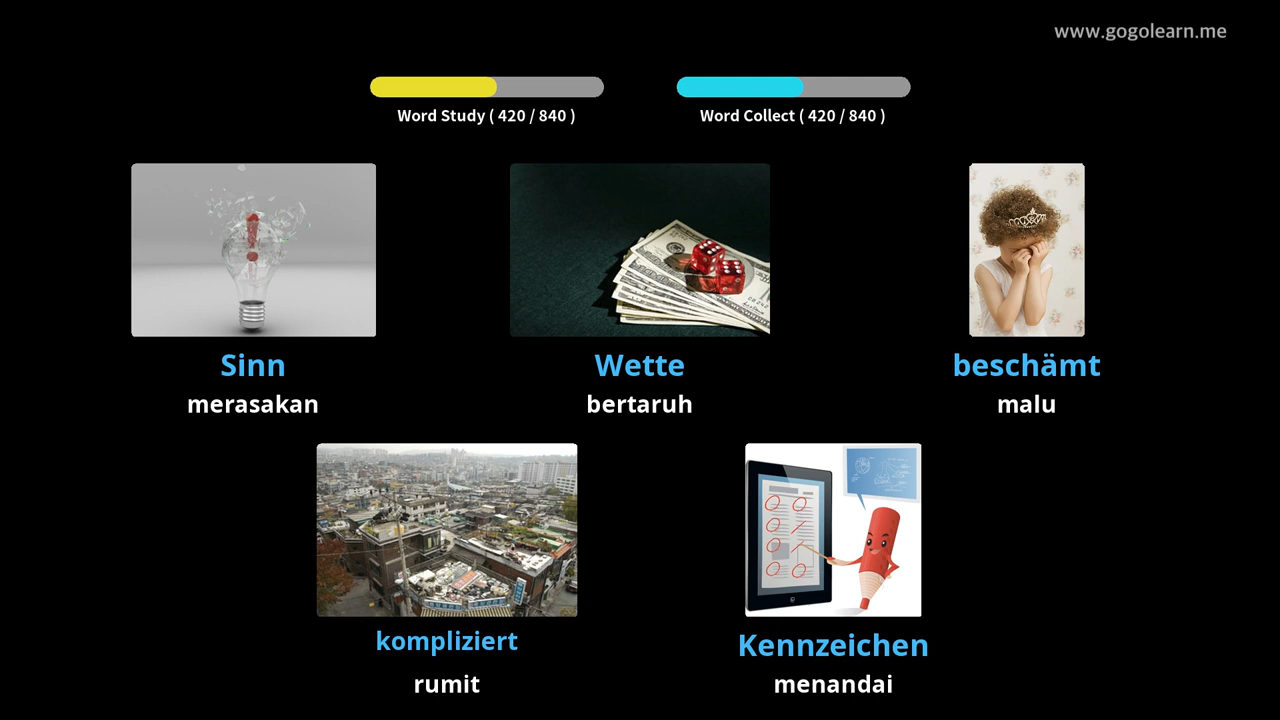 www.gogolearn.me
Word Study ( 420 / 840 )
Word Collect ( 420 / 840 )
Sinn
merasakan
Wette
bertaruh
beschämt
malu
kompliziert
rumit
Kennzeichen
menandai